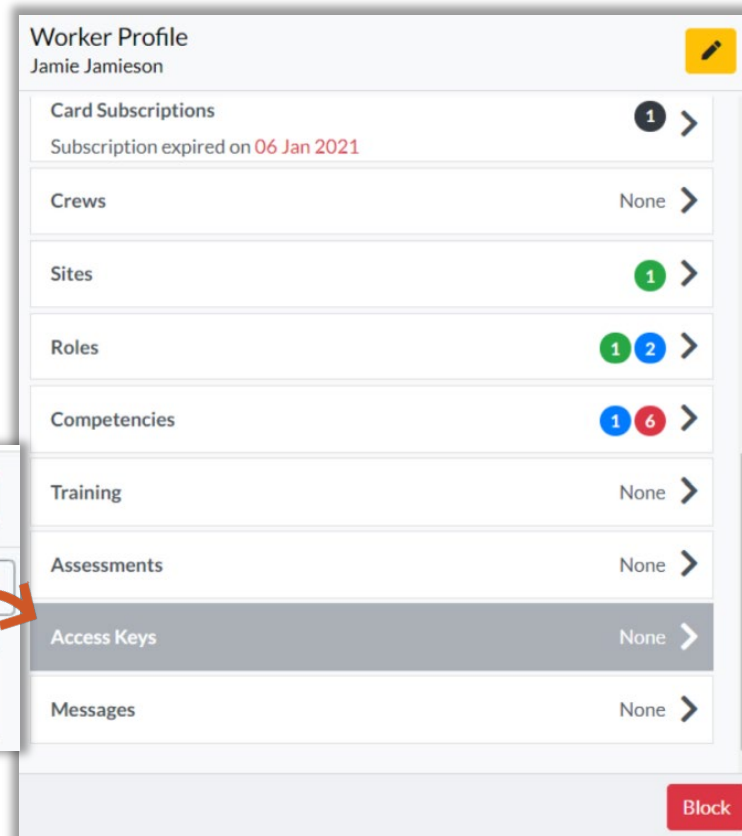 Worker Profile
Jamie Jamieson
Card Subscriptions 1
Subscription expired on 06 Jan 2021
Crews None
Sites 1
Roles 1 2
Competencies 1 6
Training None
Assessments None
Access Keys None
Messages None
Block